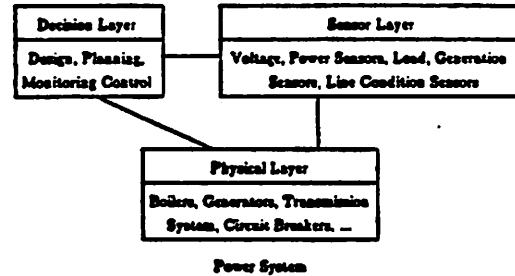 Decision Layer
Design, Planning,
Monitoring Control
Sensor Layer
Voltage, Power Sensors, Load, Generation
Sensors, Line Condition Sensors
Physical Layer
Boilers, Generators, Transmission
System, Circuit Breakers, ...
Power System